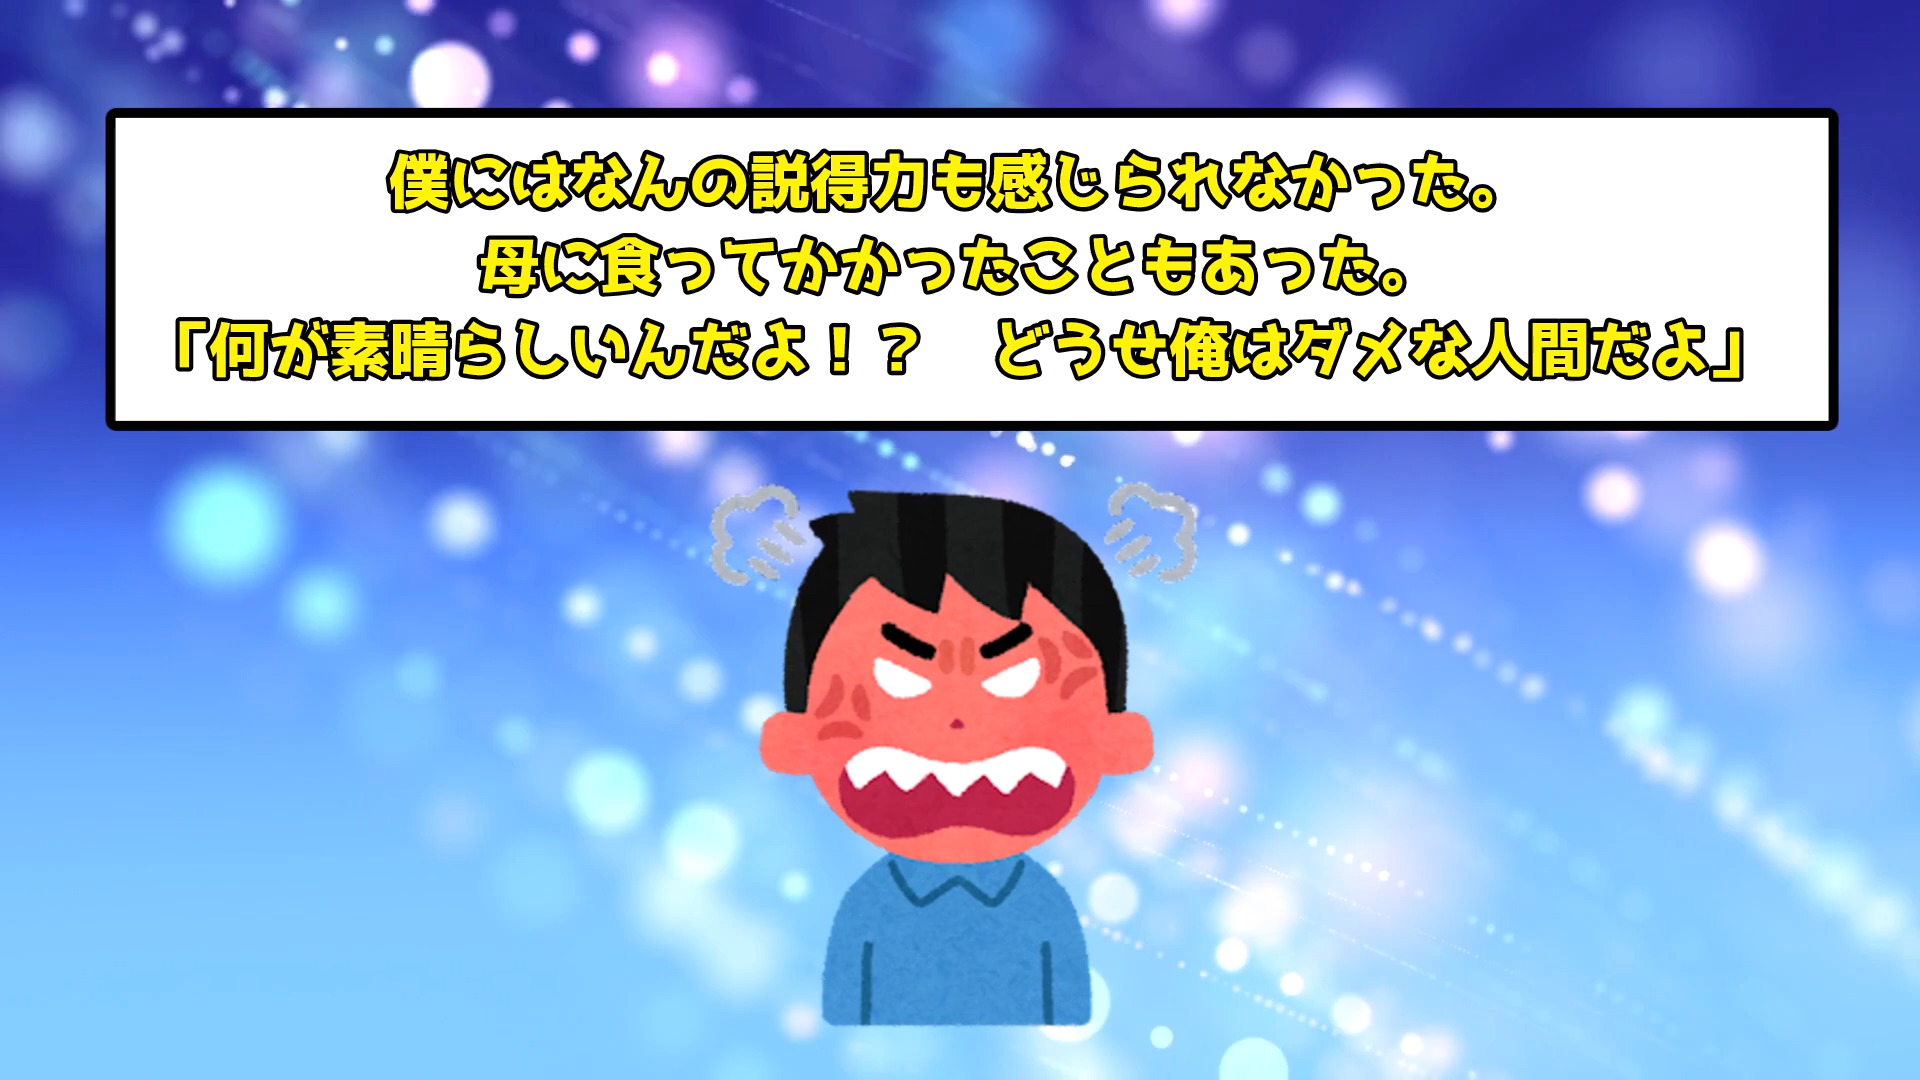 僕にはなんの説得力も感じられなかった。
母に食ってかかったこともあった。
「何が素晴らしいんだよ！？　どうせ俺はダメな人間だよ」